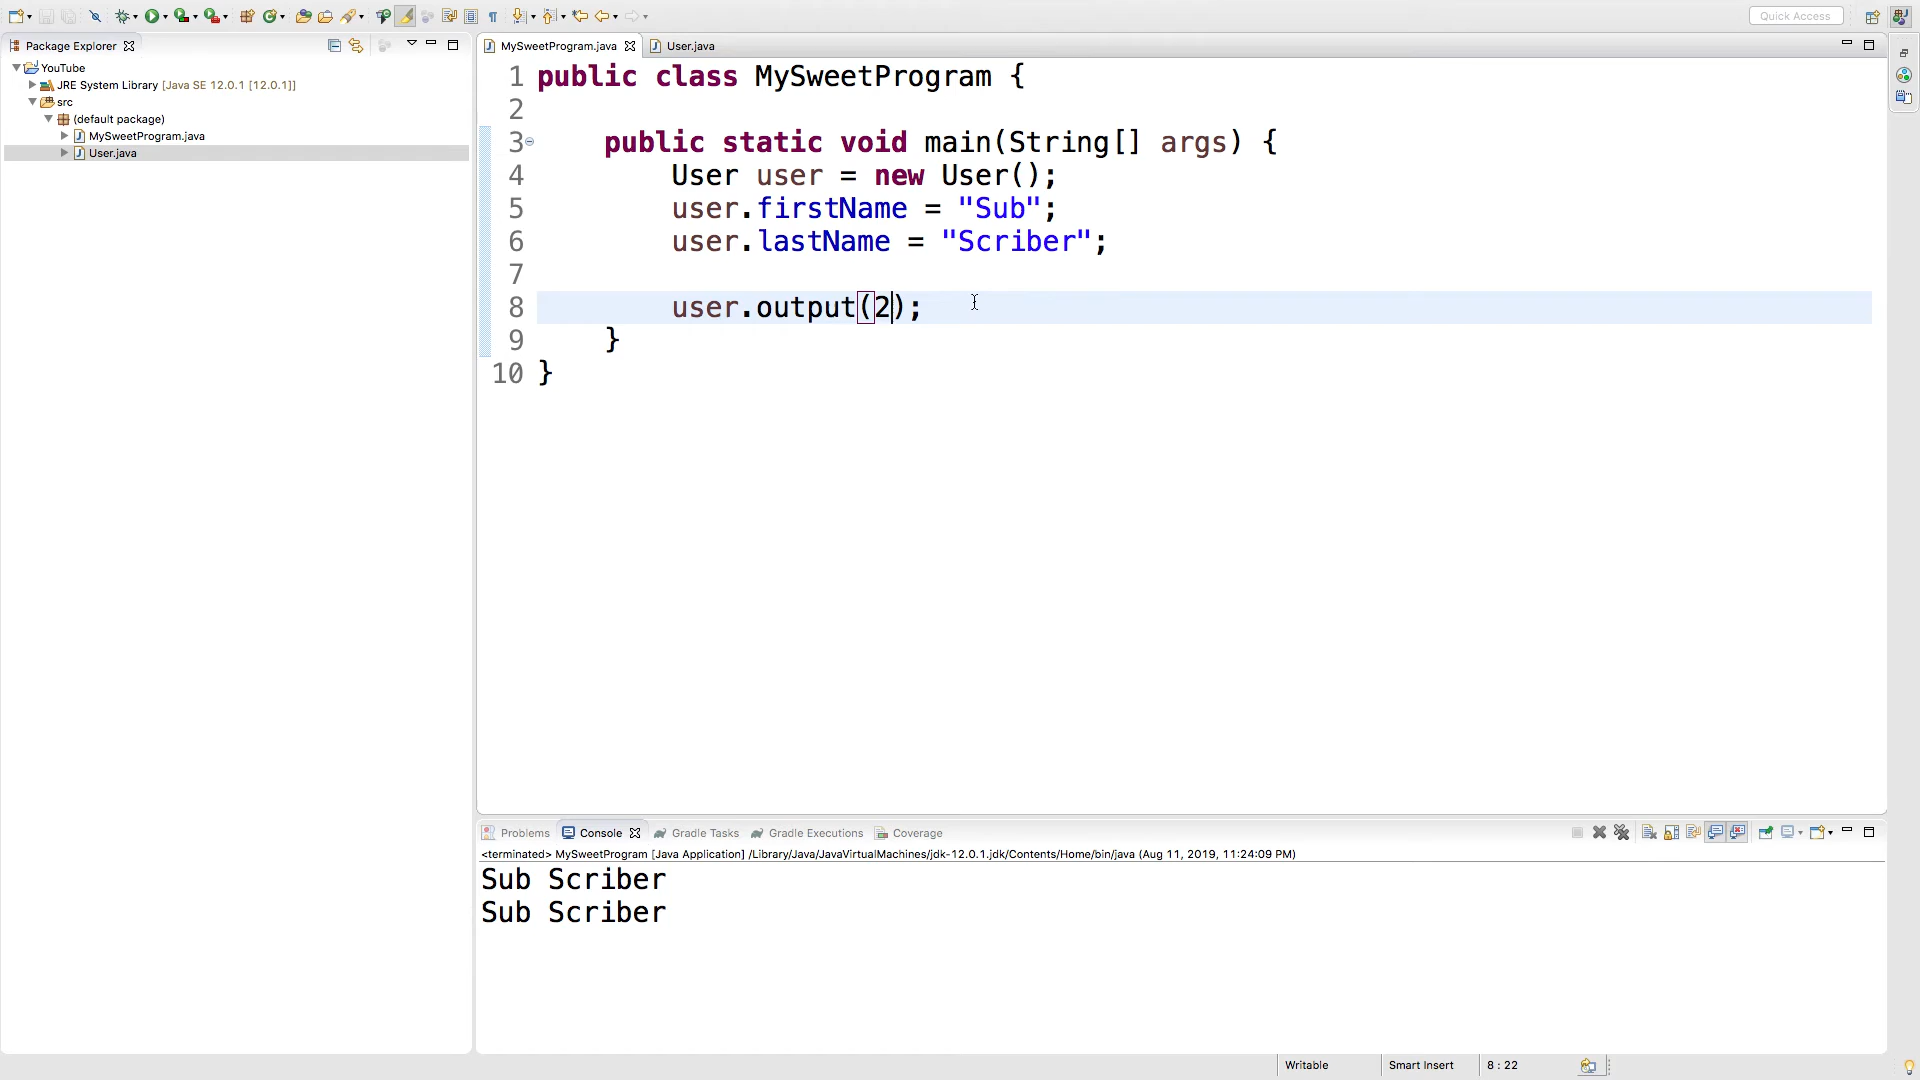 Quick Access
Package Explorer
YouTube
JRE System Library [Java SE 12.0.1 [12.0.1]]
src
(default package)
MySweetProgram.java
User.java
MySweetProgram.java
User.java
1 public class MySweetProgram {
2
3 public static void main(String[] args) {
4 User user = new User();
5 user.firstName = "Sub";
6 user.lastName = "Scriber";
7
8 user.output(2);
9 }
10 }
Problems
Console
Gradle Tasks
Gradle Executions
Coverage
<terminated> MySweetProgram [Java Application] /Library/Java/JavaVirtualMachines/jdk-12.0.1.jdk/Contents/Home/bin/java (Aug 11, 2019, 11:24:09 PM)
Sub Scriber
Sub Scriber
Writable
Smart Insert
8 : 22